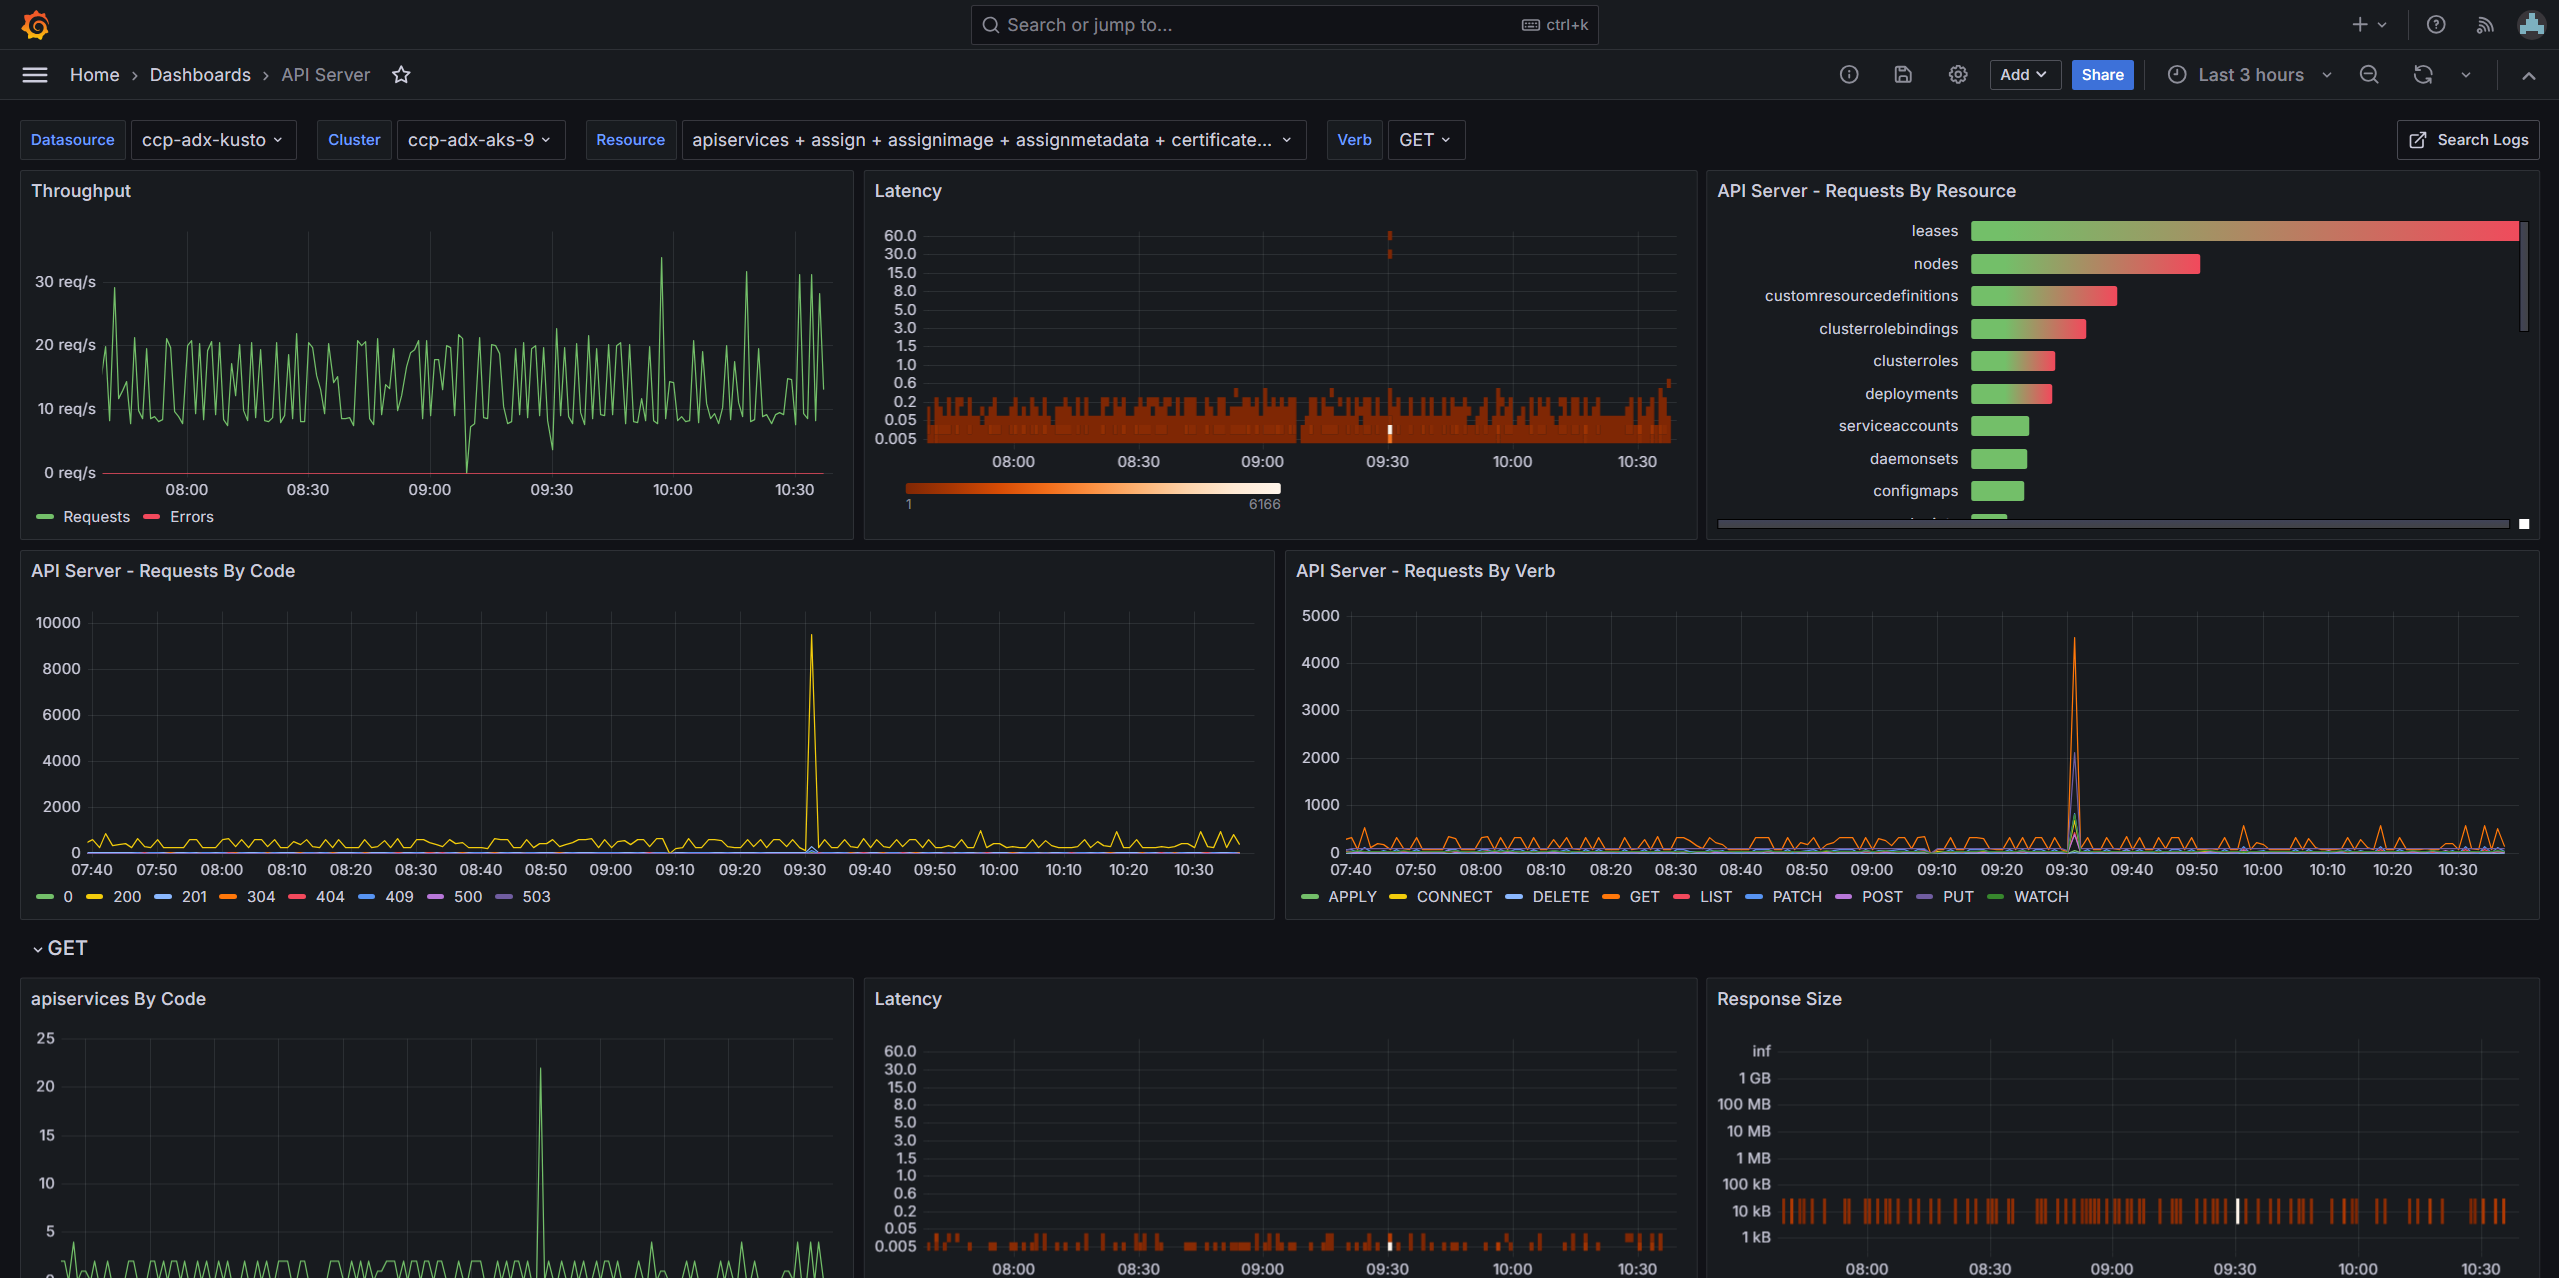 Search or jump to... ctrl+k
Home › Dashboards › API Server
Add Share Last 3 hours
Datasource ccp-adx-kusto Cluster ccp-adx-aks-9 Resource apiservices + assign + assignimage + assignmetadata + certificate... Verb GET Search Logs
Throughput
30 req/s
20 req/s
10 req/s
0 req/s
08:00 08:30 09:00 09:30 10:00 10:30
Requests Errors
Latency
60.0
30.0
15.0
8.0
5.0
3.0
1.5
1.0
0.6
0.2
0.05
0.005
08:00 08:30 09:00 09:30 10:00 10:30
1 6166
API Server - Requests By Resource
leases
nodes
customresourcedefinitions
clusterrolebindings
clusterroles
deployments
serviceaccounts
daemonsets
configmaps
API Server - Requests By Code
10000
8000
6000
4000
2000
0
07:40 07:50 08:00 08:10 08:20 08:30 08:40 08:50 09:00 09:10 09:20 09:30 09:40 09:50 10:00 10:10 10:20 10:30
0 200 201 304 404 409 500 503
API Server - Requests By Verb
5000
4000
3000
2000
1000
0
07:40 07:50 08:00 08:10 08:20 08:30 08:40 08:50 09:00 09:10 09:20 09:30 09:40 09:50 10:00 10:10 10:20 10:30
APPLY CONNECT DELETE GET LIST PATCH POST PUT WATCH
GET
apiservices By Code
25
20
15
10
5
Latency
60.0
30.0
15.0
8.0
5.0
3.0
1.5
1.0
0.6
0.2
0.05
0.005
08:00 08:30 09:00 09:30 10:00 10:30
Response Size
inf
1 GB
100 MB
10 MB
1 MB
100 kB
10 kB
1 kB
08:00 08:30 09:00 09:30 10:00 10:30